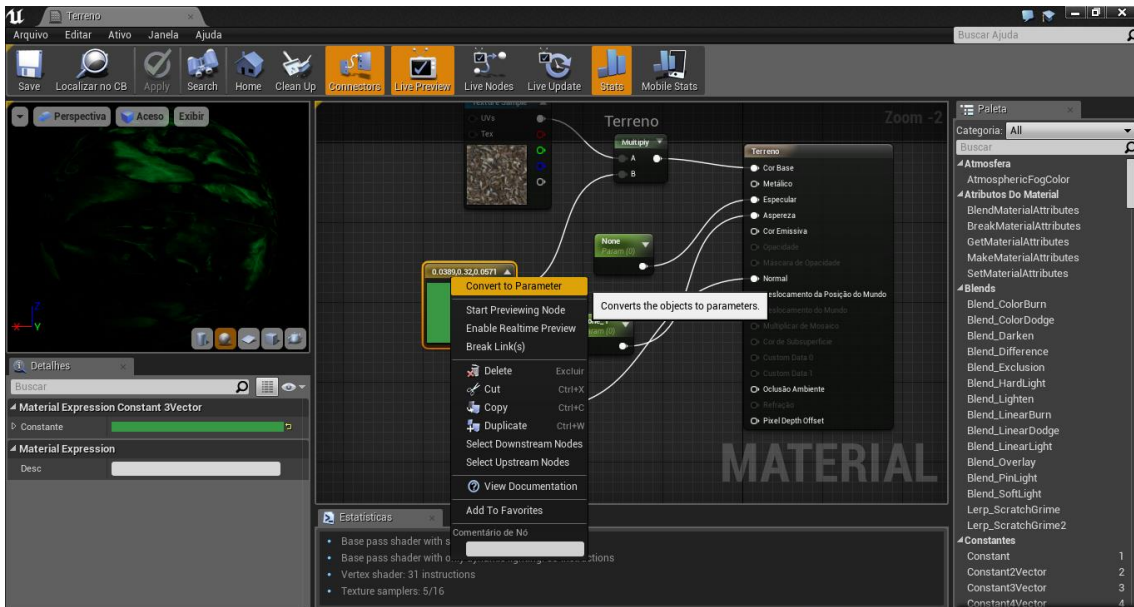 Terreno
Arquivo Editar Ativo Janela Ajuda
Buscar Ajuda
Save Localizar no CB Apply Search Home Clean Up Connectors Live Preview Live Nodes Live Update Stats Mobile Stats
Perspectiva Aceso Exibir
Z
Y
Detalhes
Buscar
Material Expression Constant 3Vector
Constante
Material Expression
Desc
Texture Sample
UVs
Tex
Terreno
Zoom -2
Multiply
A
B
0.0389,0.32,0.0571
None
Param (0)
Param (0)
Terreno
Cor Base
Metálico
Especular
Aspereza
Cor Emissiva
Opacidade
Máscara de Opacidade
Normal
Deslocamento da Posição do Mundo
Deslocamento do Mundo
Multiplicar de Mosaico
Cor de Subsuperfície
Custom Data 0
Custom Data 1
Oclusão Ambiente
Refração
Pixel Depth Offset
MATERIAL
Convert to Parameter
Converts the objects to parameters.
Start Previewing Node
Enable Realtime Preview
Break Link(s)
Delete Excluir
Cut Ctrl+X
Copy Ctrl+C
Duplicate Ctrl+W
Select Downstream Nodes
Select Upstream Nodes
View Documentation
Add To Favorites
Comentário de Nó
Estatísticas
Base pass shader with
Base pass shader with
Vertex shader: 31 instructions
Texture samplers: 5/16
Paleta
Categoria: All
Buscar
Atmosfera
AtmosphericFogColor
Atributos Do Material
BlendMaterialAttributes
BreakMaterialAttributes
GetMaterialAttributes
MakeMaterialAttributes
SetMaterialAttributes
Blends
Blend_ColorBurn
Blend_ColorDodge
Blend_Darken
Blend_Difference
Blend_Exclusion
Blend_HardLight
Blend_Lighten
Blend_LinearBurn
Blend_LinearDodge
Blend_LinearLight
Blend_Overlay
Blend_PinLight
Blend_SoftLight
Lerp_ScratchGrime
Lerp_ScratchGrime2
Constantes
Constant 1
Constant2Vector 2
Constant3Vector 3
Constant4Vector 4